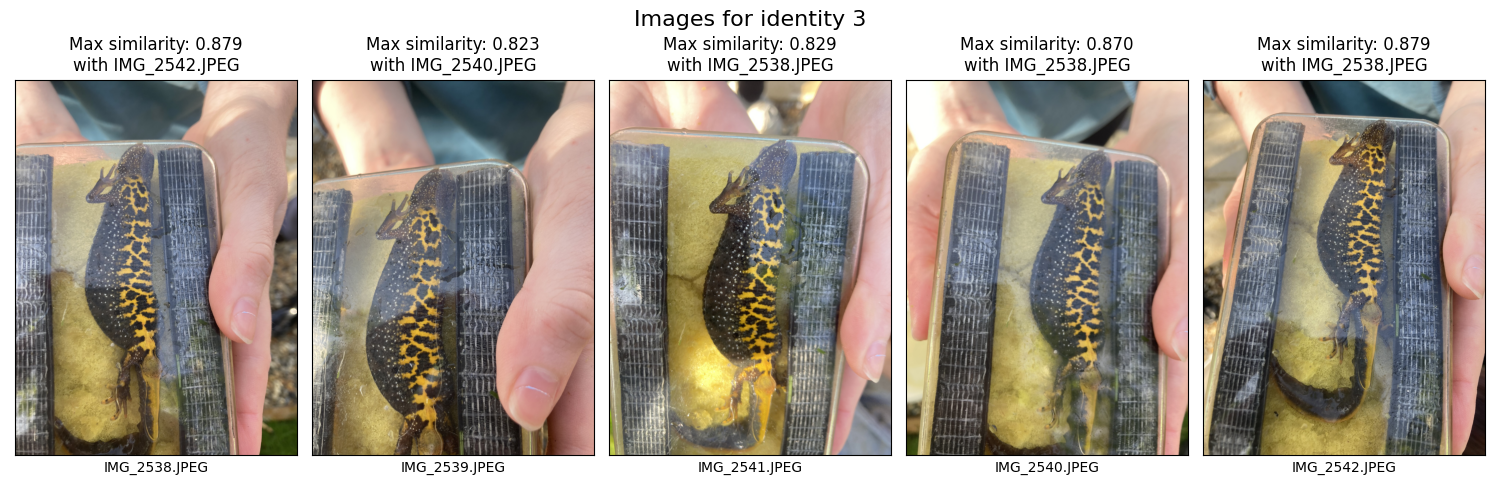 Images for identity 3
Max similarity: 0.879
with IMG_2542.JPEG
Max similarity: 0.823
with IMG_2540.JPEG
Max similarity: 0.829
with IMG_2538.JPEG
Max similarity: 0.870
with IMG_2538.JPEG
Max similarity: 0.879
with IMG_2538.JPEG
IMG_2538.JPEG
IMG_2539.JPEG
IMG_2541.JPEG
IMG_2540.JPEG
IMG_2542.JPEG